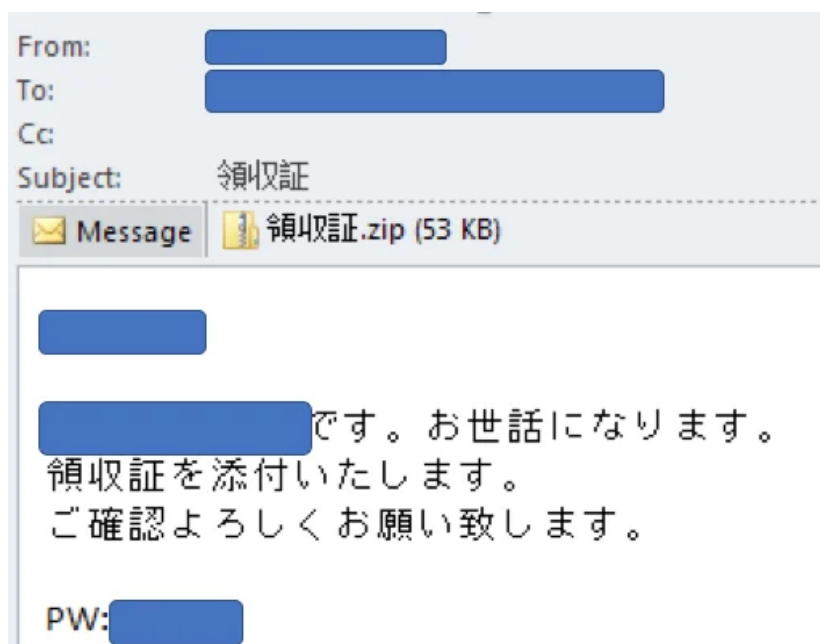 From:
To:
Cc:
Subject: 領収証
Message 領収証.zip (53 KB)
です。お世話になります。
領収証を添付いたします。
ご確認よろしくお願い致します。
PW: